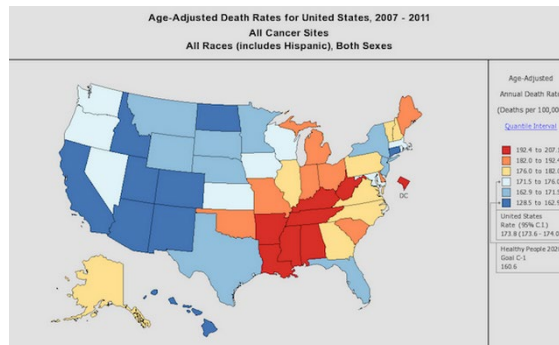 Age-Adjusted Death Rates for United States, 2007 - 2011
All Cancer Sites
All Races (includes Hispanic), Both Sexes
Age-Adjusted
Annual Death Rate
(Deaths per 100,000
Quantile Interval
192.4 to 207.
182.0 to 192.
176.0 to 182.
171.5 to 176.
162.9 to 171.
128.5 to 162.
DC
United States
Rate (95% C.I.)
173.8 (173.6 - 174.0
Healthy People 202
Goal C-1
160.6